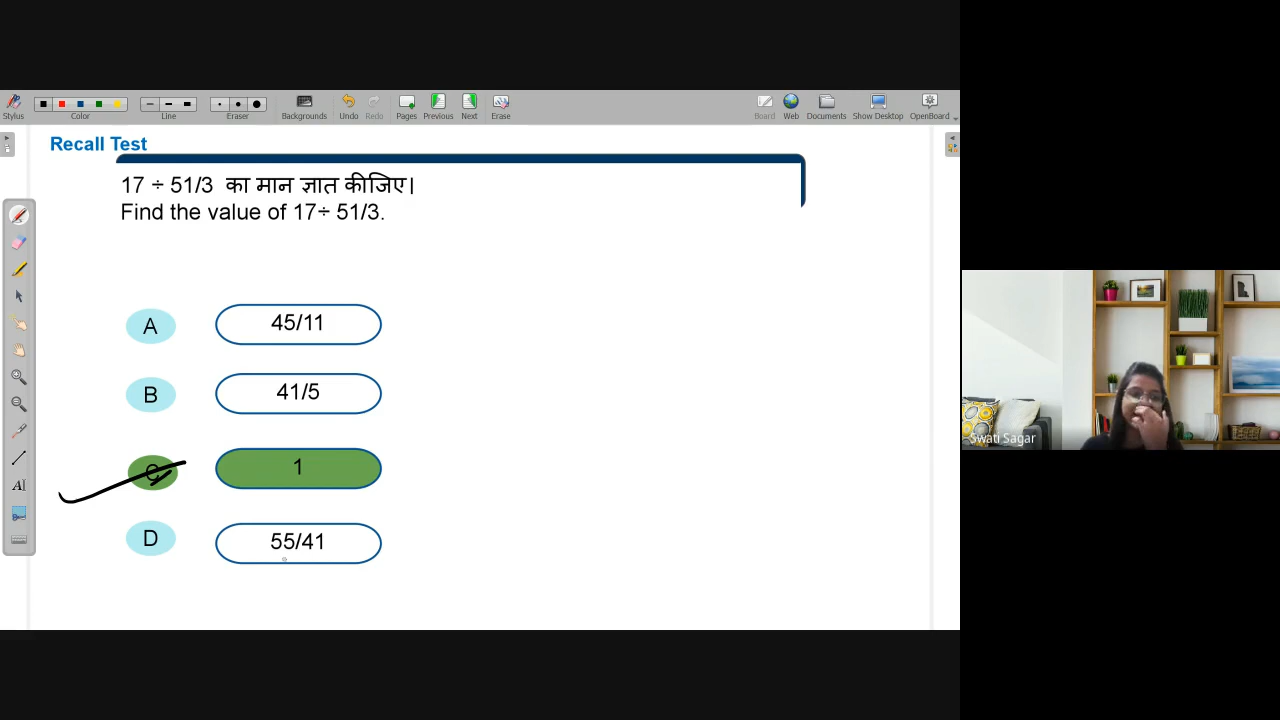 Stylus
Color
Line
Eraser
Backgrounds
Undo
Redo
Pages
Previous
Next
Erase
Board
Web
Documents
Show Desktop
OpenBoard
Recall Test
17 ÷ 51/3 का मान ज्ञात कीजिए।
Find the value of 17÷ 51/3.
A 45/11
B 41/5
C 1
D 55/41
Swati Sagar